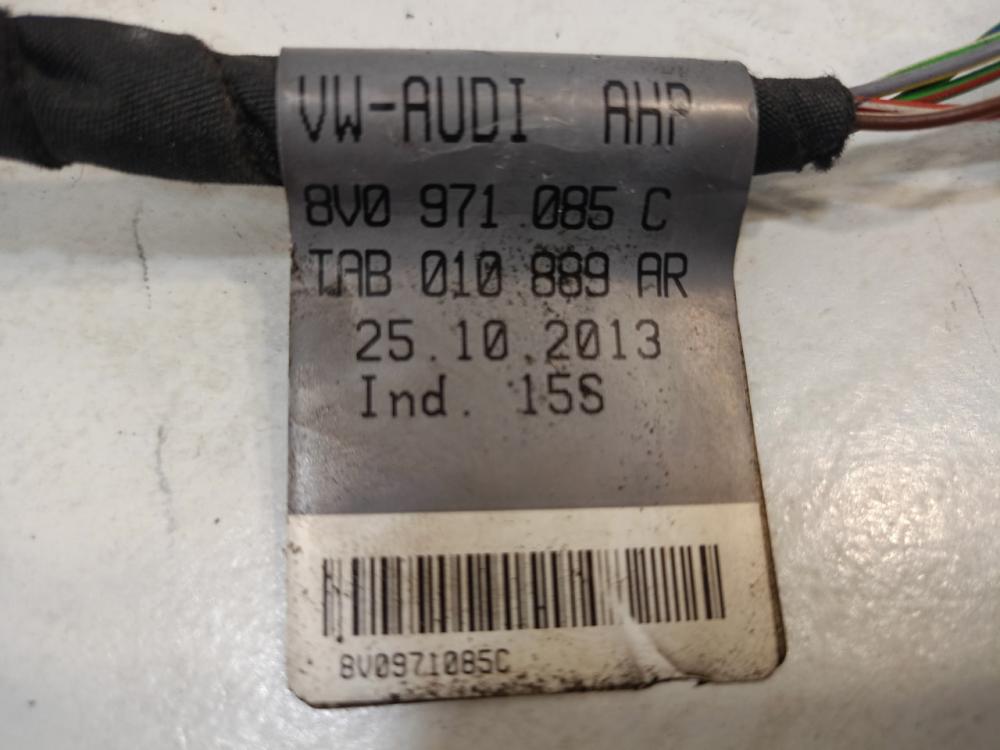 VW-AUDI AHP
8V0 971 085 C
TAB 010 889 AR
25.10.2013
Ind. 15S
8V0971085C